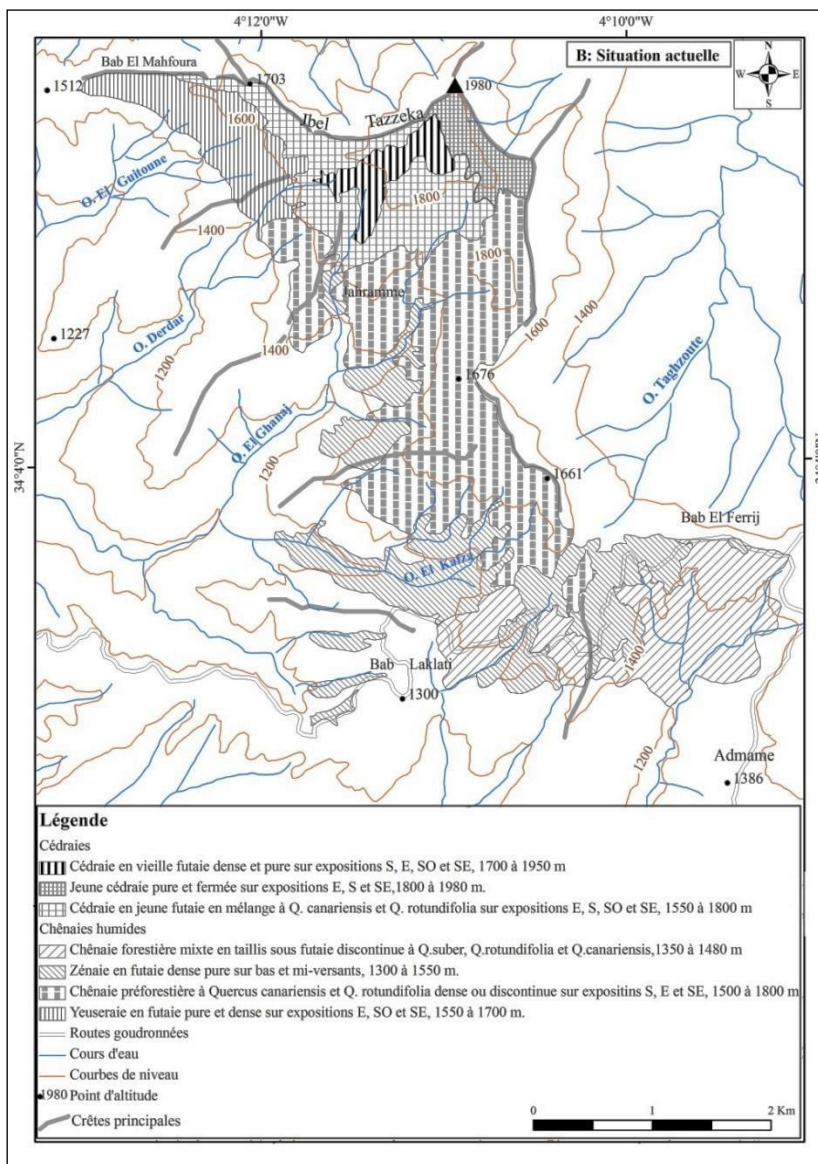 4°12'0"W
4°10'0"W
B: Situation actuelle
N
W
E
S
Bab El Mahfoura
1703
1980
1512
Jbel
Tazzeka
1600
O. El Guitoune
1800
1400
1800
Jahramme
1227
O. Derdar
1400
1600
1400
1200
1676
O. Taghzoute
O. El Ghanaj
34°4'0"N
1200
1661
Bab El Ferrij
O. El Kafza
1400
Bab
Laklati
1300
1200
Admame
1386
Légende
Cédraies
Cédraie en vieille futaie dense et pure sur expositions S, E, SO et SE, 1700 à 1950 m
Jeune cédraie pure et fermée sur expositions E, S et SE,1800 à 1980 m.
Cédraie en jeune futaie en mélange à Q. canariensis et Q. rotundifolia sur expositions E, S, SO et SE, 1550 à 1800 m
Chênaies humides
Chênaie forestière mixte en taillis sous futaie discontinue à Q.suber, Q.rotundifolia et Q.canariensis,1350 à 1480 m
Zénaie en futaie dense pure sur bas et mi-versants, 1300 à 1550 m.
Chênaie préforestière à Quercus canariensis et Q. rotundifolia dense ou discontinue sur expositins S, E et SE, 1500 à 1800 m
Yeuseraie en futaie pure et dense sur expositions E, SO et SE, 1550 à 1700 m.
Routes goudronnées
Cours d'eau
Courbes de niveau
1980 Point d'altitude
Crêtes principales
0 1 2 Km